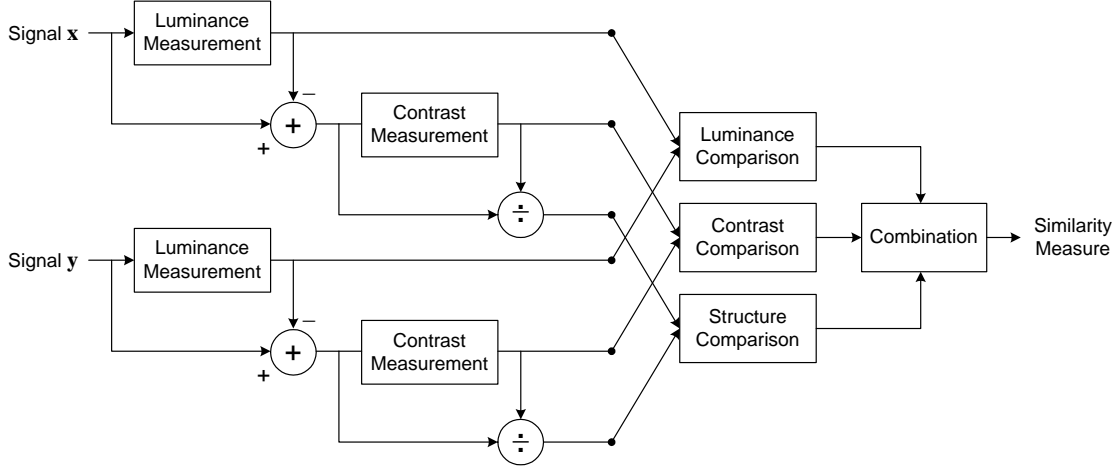 Signal x
Luminance
Measurement
−
+
+
Contrast
Measurement
÷
Signal y
Luminance
Measurement
−
+
+
Contrast
Measurement
÷
Luminance
Comparison
Contrast
Comparison
Structure
Comparison
Combination
Similarity
Measure